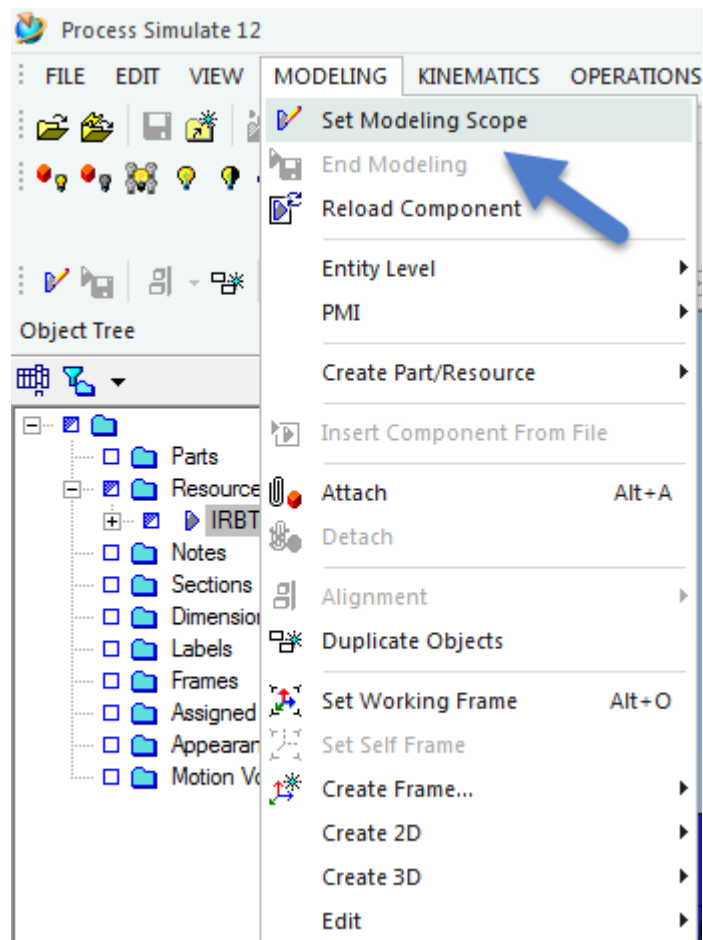 Process Simulate 12
FILE EDIT VIEW MODELING KINEMATICS OPERATIONS
Set Modeling Scope
End Modeling
Reload Component
Entity Level
PMI
Create Part/Resource
Insert Component From File
Attach Alt+A
Detach
Alignment
Duplicate Objects
Set Working Frame Alt+O
Set Self Frame
Create Frame...
Create 2D
Create 3D
Edit
Object Tree
Parts
Resource
IRBT
Notes
Sections
Dimension
Labels
Frames
Assigned
Appearan
Motion Vo